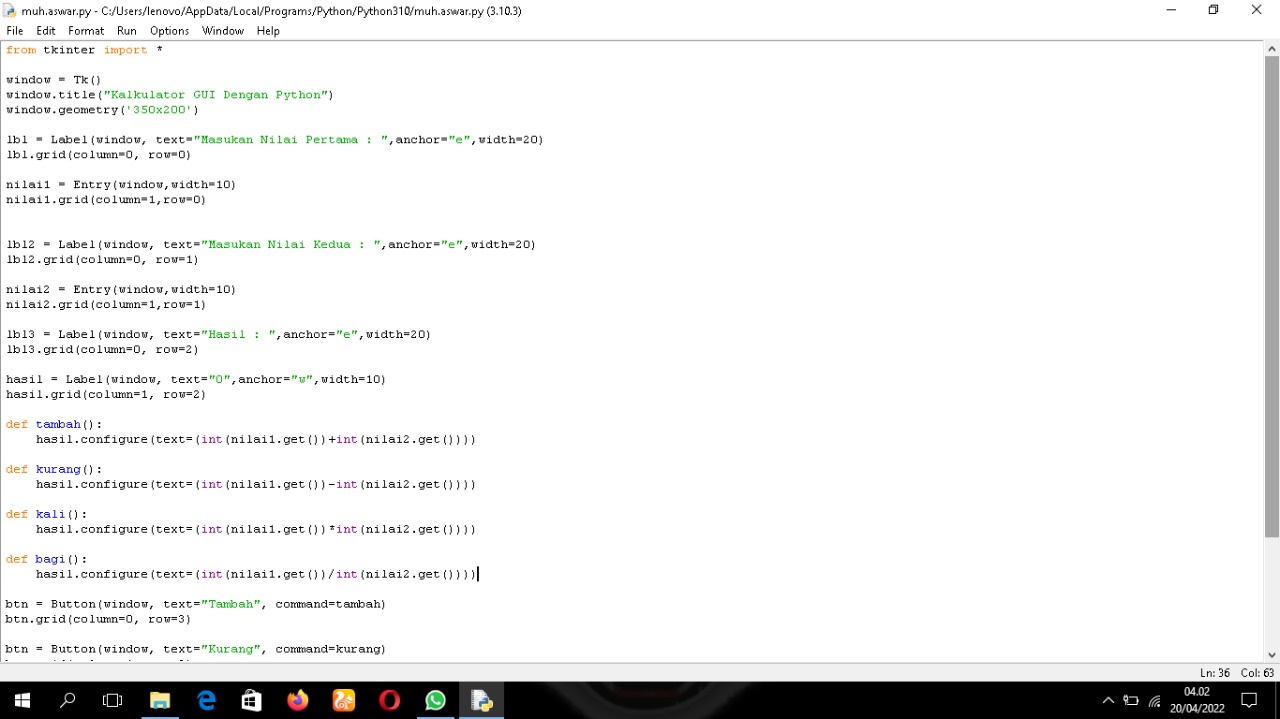 muh.aswar.py - C:/Users/lenovo/AppData/Local/Programs/Python/Python310/muh.aswar.py (3.10.3)
File Edit Format Run Options Window Help
from tkinter import *
window = Tk()
window.title("Kalkulator GUI Dengan Python")
window.geometry('350x200')
lbl = Label(window, text="Masukan Nilai Pertama : ",anchor="e",width=20)
lbl.grid(column=0, row=0)
nilai1 = Entry(window,width=10)
nilai1.grid(column=1,row=0)
lbl2 = Label(window, text="Masukan Nilai Kedua : ",anchor="e",width=20)
lbl2.grid(column=0, row=1)
nilai2 = Entry(window,width=10)
nilai2.grid(column=1,row=1)
lbl3 = Label(window, text="Hasil : ",anchor="e",width=20)
lbl3.grid(column=0, row=2)
hasil = Label(window, text="0",anchor="w",width=10)
hasil.grid(column=1, row=2)
def tambah():
    hasil.configure(text=(int(nilai1.get())+int(nilai2.get())))
def kurang():
    hasil.configure(text=(int(nilai1.get())-int(nilai2.get())))
def kali():
    hasil.configure(text=(int(nilai1.get())*int(nilai2.get())))
def bagi():
    hasil.configure(text=(int(nilai1.get())/int(nilai2.get())))
btn = Button(window, text="Tambah", command=tambah)
btn.grid(column=0, row=3)
btn = Button(window, text="Kurang", command=kurang)
Ln: 36 Col: 63
04.02
20/04/2022